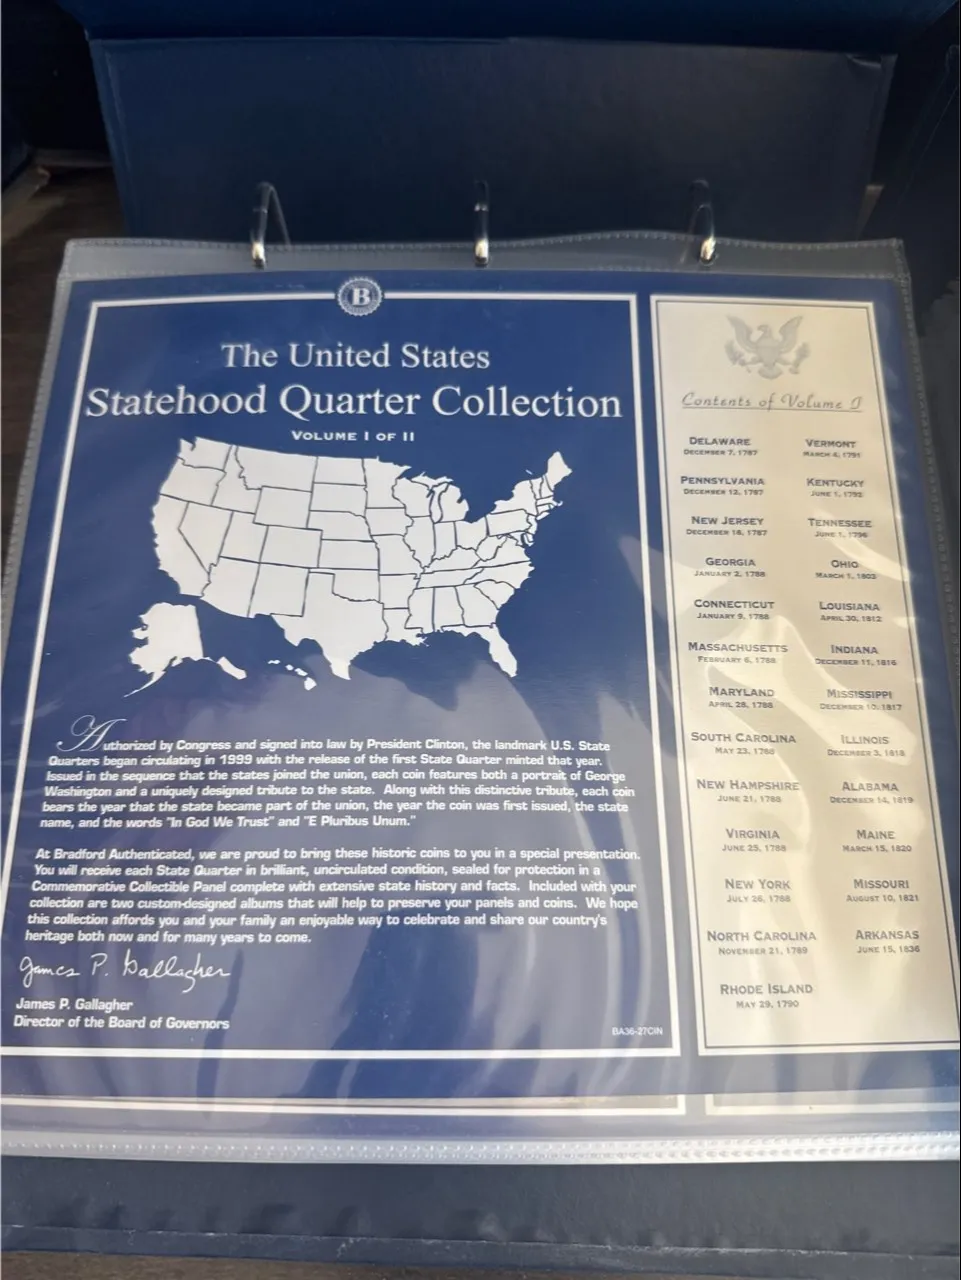 B
The United States
Statehood Quarter Collection
VOLUME I OF II
Authorized by Congress and signed into law by President Clinton, the landmark U.S. State
Quarters began circulating in 1999 with the release of the first State Quarter minted that year.
Issued in the sequence that the states joined the union, each coin features both a portrait of George
Washington and a uniquely designed tribute to the state. Along with this distinctive tribute, each coin
bears the year that the state became part of the union, the year the coin was first issued, the state
name, and the words "In God We Trust" and "E Pluribus Unum."
At Bradford Authenticated, we are proud to bring these historic coins to you in a special presentation.
You will receive each State Quarter in brilliant, uncirculated condition, sealed for protection in a
Commemorative Collectible Panel complete with extensive state history and facts. Included with your
collection are two custom-designed albums that will help to preserve your panels and coins. We hope
this collection affords you and your family an enjoyable way to celebrate and share our country's
heritage both now and for many years to come.
James P. Gallagher
James P. Gallagher
Director of the Board of Governors
BA36-27CIN
Contents of Volume I
DELAWARE
DECEMBER 7, 1787
PENNSYLVANIA
DECEMBER 12, 1787
NEW JERSEY
DECEMBER 18, 1787
GEORGIA
JANUARY 2, 1788
CONNECTICUT
JANUARY 9, 1788
MASSACHUSETTS
FEBRUARY 6, 1788
MARYLAND
APRIL 28, 1788
SOUTH CAROLINA
MAY 23, 1788
NEW HAMPSHIRE
JUNE 21, 1788
VIRGINIA
JUNE 25, 1788
NEW YORK
JULY 26, 1788
NORTH CAROLINA
NOVEMBER 21, 1789
RHODE ISLAND
MAY 29, 1790
VERMONT
MARCH 4, 1791
KENTUCKY
JUNE 1, 1792
TENNESSEE
JUNE 1, 1796
OHIO
MARCH 1, 1803
LOUISIANA
APRIL 30, 1812
INDIANA
DECEMBER 11, 1816
MISSISSIPPI
DECEMBER 10, 1817
ILLINOIS
DECEMBER 3, 1818
ALABAMA
DECEMBER 14, 1819
MAINE
MARCH 15, 1820
MISSOURI
AUGUST 10, 1821
ARKANSAS
JUNE 15, 1836